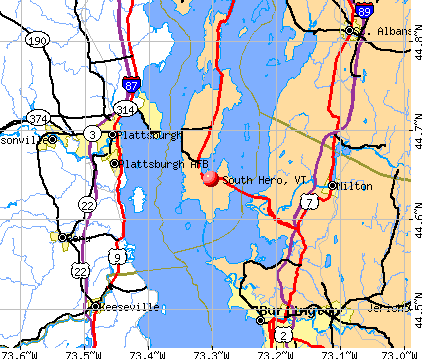 89
St. Albans
190
44.8°N
87
314
374
3
Plattsburgh
sonville
44.7°N
Plattsburgh AFB
South Hero, VT
Milton
7
22
44.6°N
Peru
9
22
Keeseville
Jericho
44.5°N
Burlington
2
73.6°W
73.5°W
73.4°W
73.3°W
73.2°W
73.1°W
73.0°W